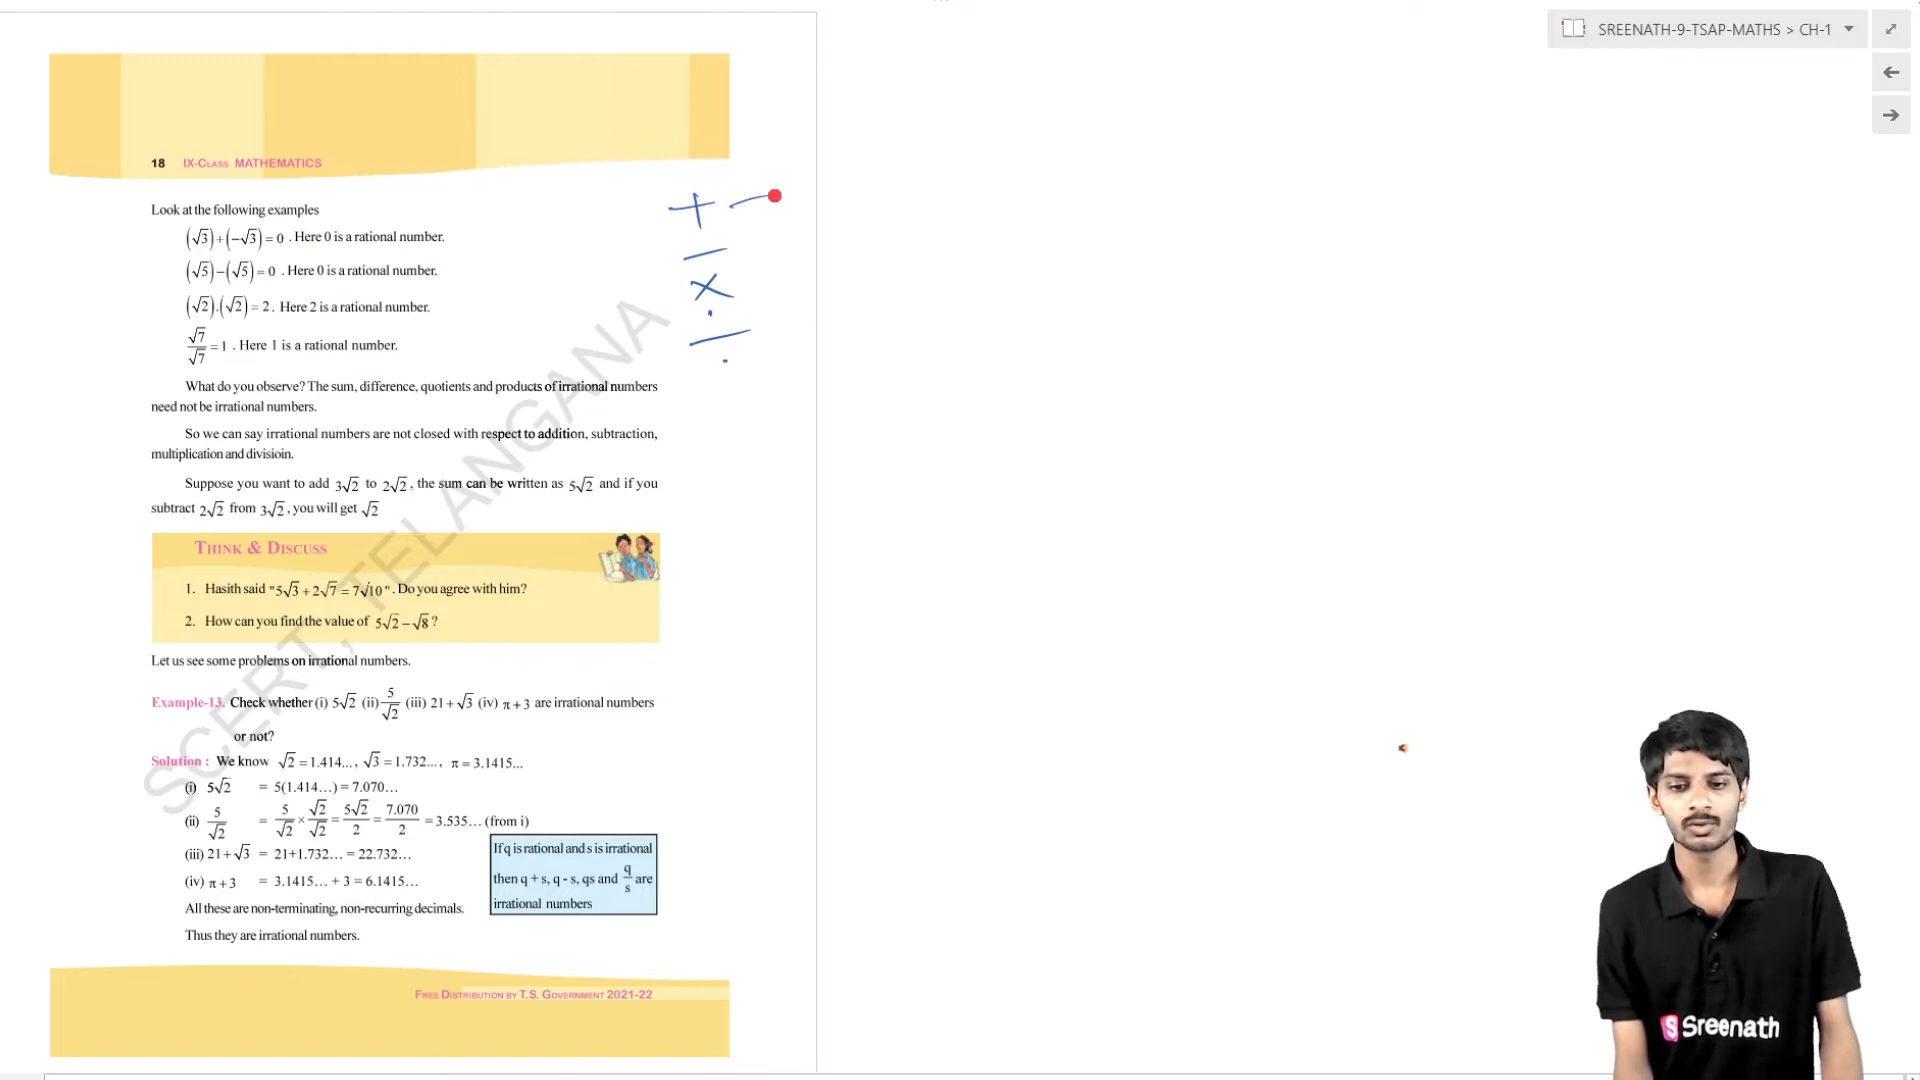 SREENATH-9-TSAP-MATHS > CH-1
18 IX-CLASS MATHEMATICS
Look at the following examples
(√3)+(−√3)=0 . Here 0 is a rational number.
(√5)−(√5)=0 . Here 0 is a rational number.
(√2).(√2)=2. Here 2 is a rational number.
√7/√7 = 1 . Here 1 is a rational number.
What do you observe? The sum, difference, quotients and products of irrational numbers
need not be irrational numbers.
So we can say irrational numbers are not closed with respect to addition, subtraction,
multiplication and divisioin.
Suppose you want to add 3√2 to 2√2, the sum can be written as 5√2 and if you
subtract 2√2 from 3√2, you will get √2
THINK & DISCUSS
1. Hasith said "5√3+2√7=7√10". Do you agree with him?
2. How can you find the value of 5√2−√8?
Let us see some problems on irrational numbers.
Example-13. Check whether (i) 5√2 (ii) 5/√2 (iii) 21+√3 (iv) π+3 are irrational numbers
or not?
Solution : We know √2=1.414..., √3=1.732..., π=3.1415...
(i) 5√2 = 5(1.414…) = 7.070…
(ii) 5/√2 = 5/√2 × √2/√2 = 5√2/2 = 7.070/2 = 3.535… (from i)
(iii) 21+√3 = 21+1.732… = 22.732…
(iv) π+3 = 3.1415… + 3 = 6.1415…
All these are non-terminating, non-recurring decimals.
Thus they are irrational numbers.
If q is rational and s is irrational
then q + s, q - s, qs and q/s are
irrational numbers
FREE DISTRIBUTION BY T.S. GOVERNMENT 2021-22
SCERT, TELANGANA
+ −
−
×
÷
S Sreenath